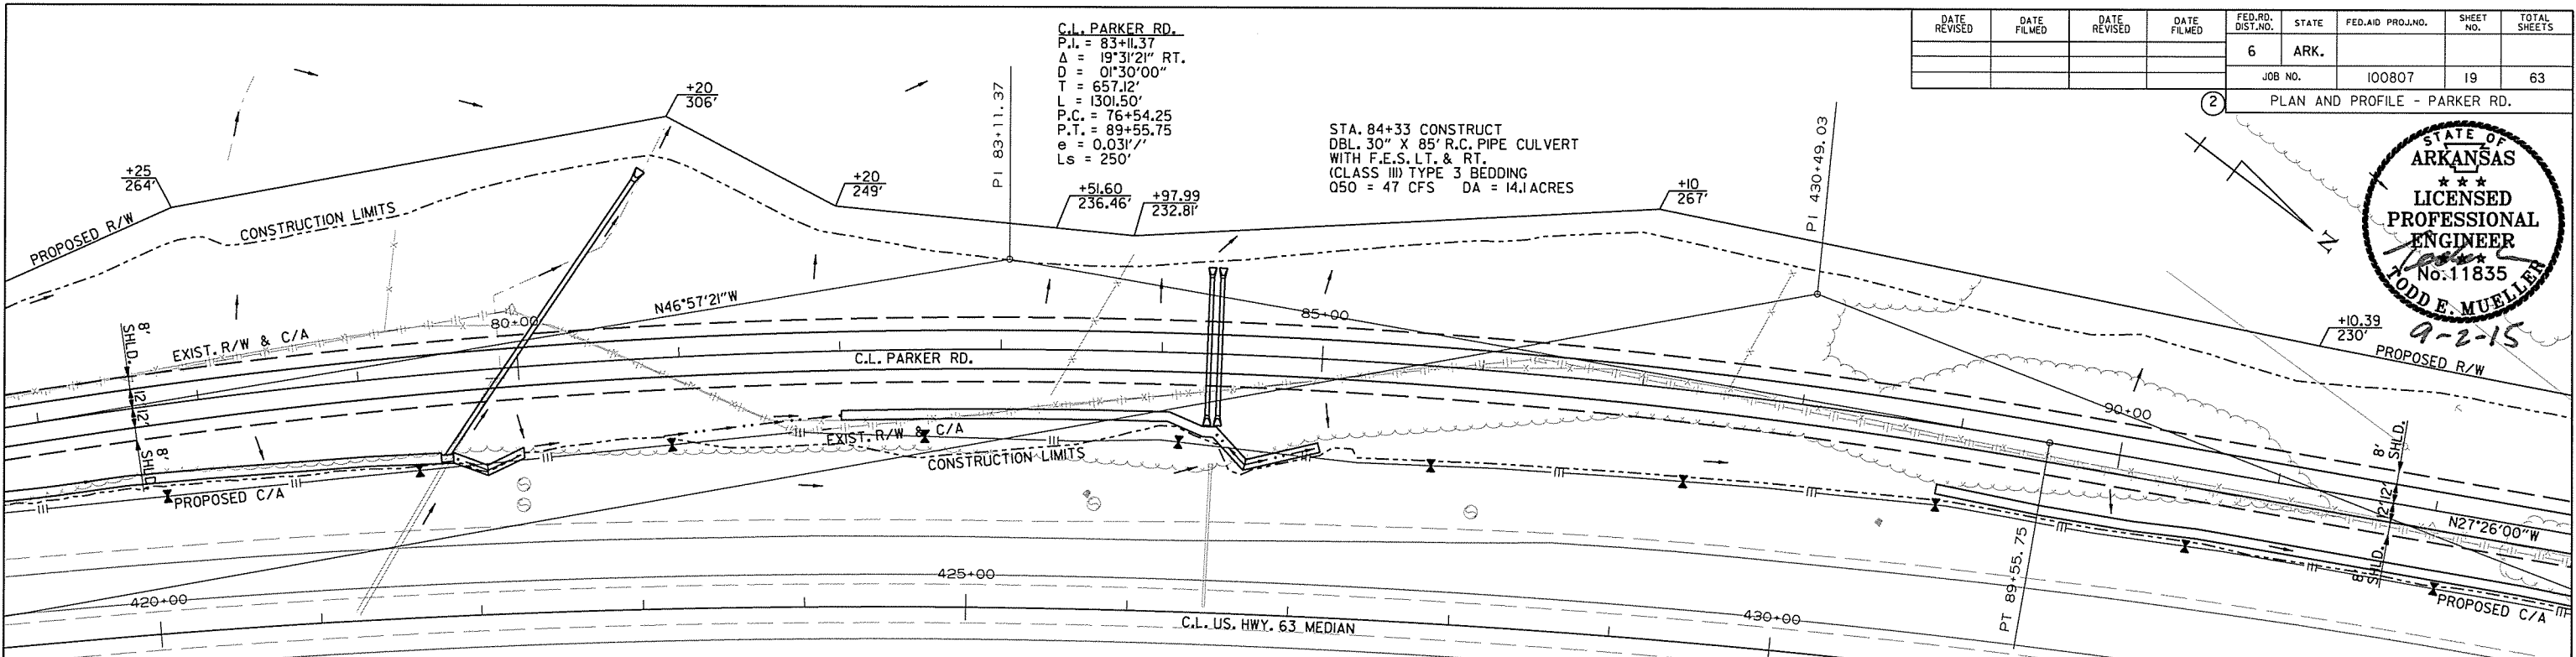 DATE REVISED
DATE FILMED
DATE REVISED
DATE FILMED
FED.RD. DIST.NO.
STATE
FED.AID PROJ.NO.
SHEET NO.
TOTAL SHEETS
6
ARK.
JOB NO.
100807
19
63
2
PLAN AND PROFILE - PARKER RD.
C.L. PARKER RD.
P.I. = 83+11.37
Δ = 19°31'21" RT.
D = 01°30'00"
T = 657.12'
L = 1301.50'
P.C. = 76+54.25
P.T. = 89+55.75
e = 0.031'/'
Ls = 250'
STA. 84+33 CONSTRUCT
DBL. 30" X 85' R.C. PIPE CULVERT
WITH F.E.S. LT. & RT.
(CLASS III) TYPE 3 BEDDING
Q50 = 47 CFS DA = 14.1 ACRES
STATE OF
ARKANSAS
★ ★ ★
LICENSED
PROFESSIONAL
ENGINEER
★ ★ ★
No. 11835
TODD E. MUELLER
9-2-15
N
+25
264'
+20
306'
+20
249'
PI 83+11.37
+51.60
236.46'
+97.99
232.81'
+10
267'
PI 430+49.03
+10.39
230'
PROPOSED R/W
PROPOSED R/W
CONSTRUCTION LIMITS
N46°57'21"W
80+00
85+00
90+00
EXIST. R/W & C/A
C.L. PARKER RD.
8'
SHLD.
12'
12'
8'
SHLD.
EXIST. R/W & C/A
CONSTRUCTION LIMITS
PROPOSED C/A
8'
SHLD.
12'
12'
8'
SHLD.
N27°26'00"W
PT 89+55.75
PROPOSED C/A
420+00
425+00
430+00
C.L. US. HWY. 63 MEDIAN